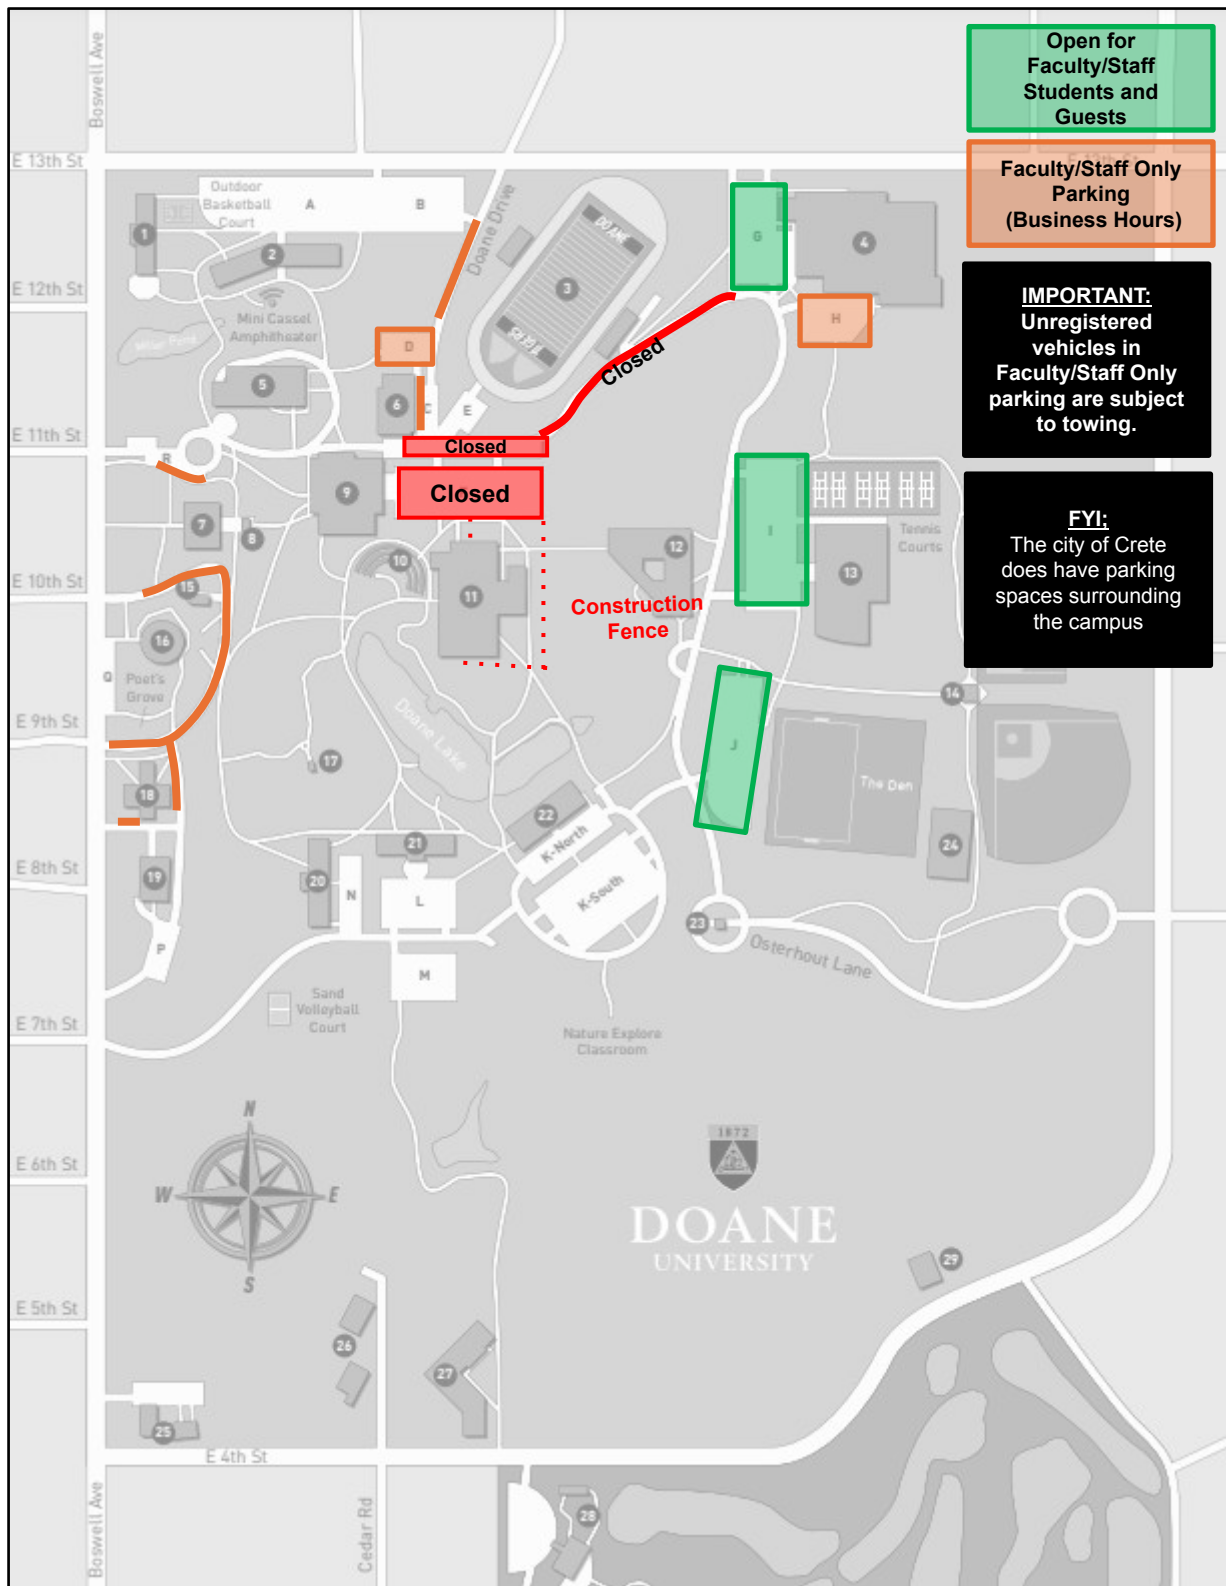 Open for
Faculty/Staff
Students and
Guests
Boswell Ave
E 13th St
E 13th St
Faculty/Staff Only
Parking
(Business Hours)
Outdoor
Basketball
Court
A
B
Doane Drive
DOANE
TIGERS
G
1
2
3
4
E 12th St
Mini Cassel
Amphitheater
Miller Pond
D
H
IMPORTANT:
Unregistered
vehicles in
Faculty/Staff Only
parking are subject
to towing.
Closed
5
6
C
E
E 11th St
R
Closed
Closed
9
7
8
10
11
12
I
Tennis
Courts
13
FYI;
The city of Crete
does have parking
spaces surrounding
the campus
E 10th St
15
16
Construction
Fence
Q
Poet's
Grove
14
E 9th St
Doane Lake
17
J
The Den
18
22
K-North
21
24
E 8th St
19
20
N
L
K-South
23
P
M
Osterhout Lane
Sand
Volleyball
Court
E 7th St
Nature Explore
Classroom
N
W
E
S
1872
DOANE
UNIVERSITY
E 6th St
29
E 5th St
26
27
25
E 4th St
Boswell Ave
Cedar Rd
28